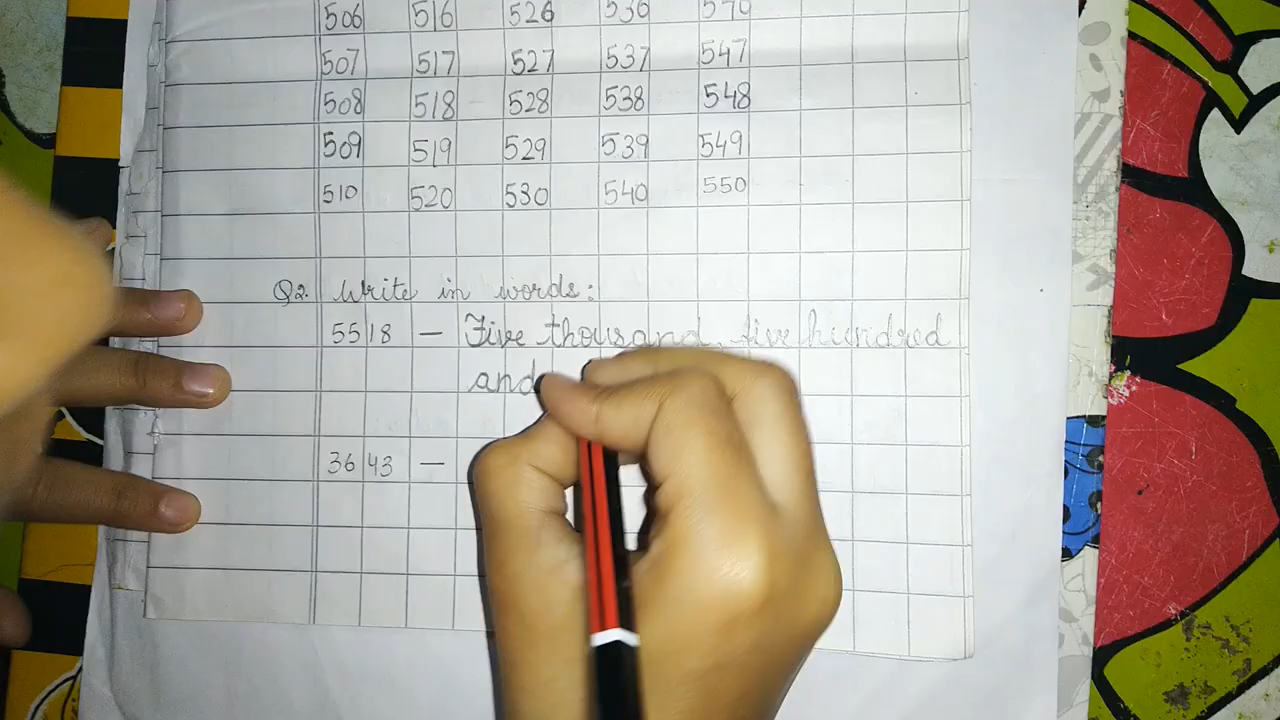 506 516 526 536
507 517 527 537 547
508 518 528 538 548
509 519 529 539 549
510 520 530 540 550
Q2. Write in words:
5518 – Five thousand, five hundred
and
3643 –